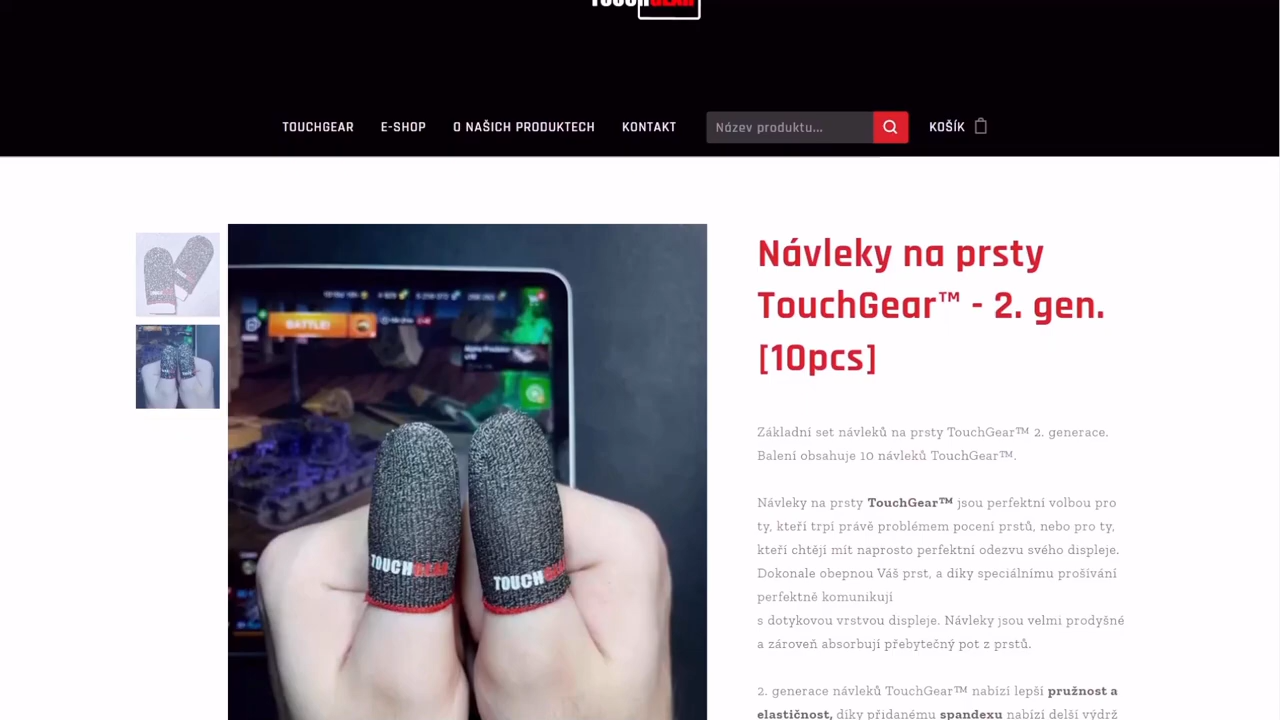 TOUCHGEAR
TOUCHGEAR E-SHOP O NAŠICH PRODUKTECH KONTAKT Název produktu... KOŠÍK
Návleky na prsty
TouchGear™ - 2. gen.
[10pcs]
BATTLE!
TOUCHGEAR
TOUCHGEAR
Základní set návleků na prsty TouchGear™ 2. generace.
Balení obsahuje 10 návleků TouchGear™.
Návleky na prsty TouchGear™ jsou perfektní volbou pro
ty, kteří trpí právě problémem pocení prstů, nebo pro ty,
kteří chtějí mít naprosto perfektní odezvu svého displeje.
Dokonale obepnou Váš prst, a díky speciálnímu prošívání
perfektně komunikují
s dotykovou vrstvou displeje. Návleky jsou velmi prodyšné
a zároveň absorbují přebytečný pot z prstů.
2. generace návleků TouchGear™ nabízí lepší pružnost a
elastičnost, díky přidanému spandexu nabízí delší výdrž